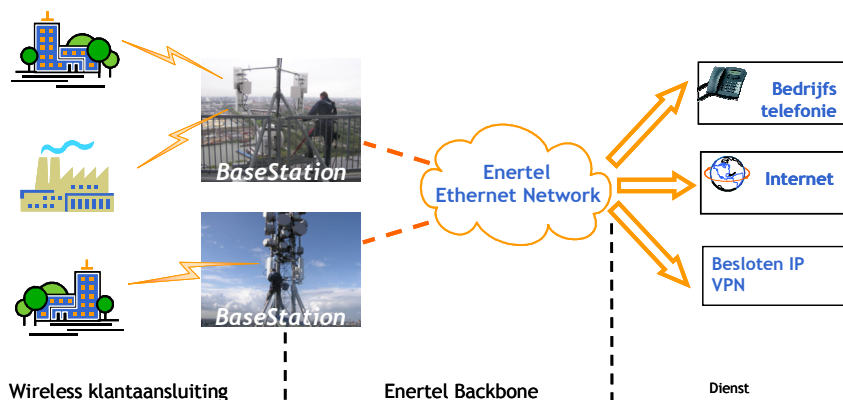 BaseStation
BaseStation
Enertel
Ethernet Network
Bedrijfs
telefonie
Internet
Besloten IP
VPN
Wireless klantaansluiting
Enertel Backbone
Dienst